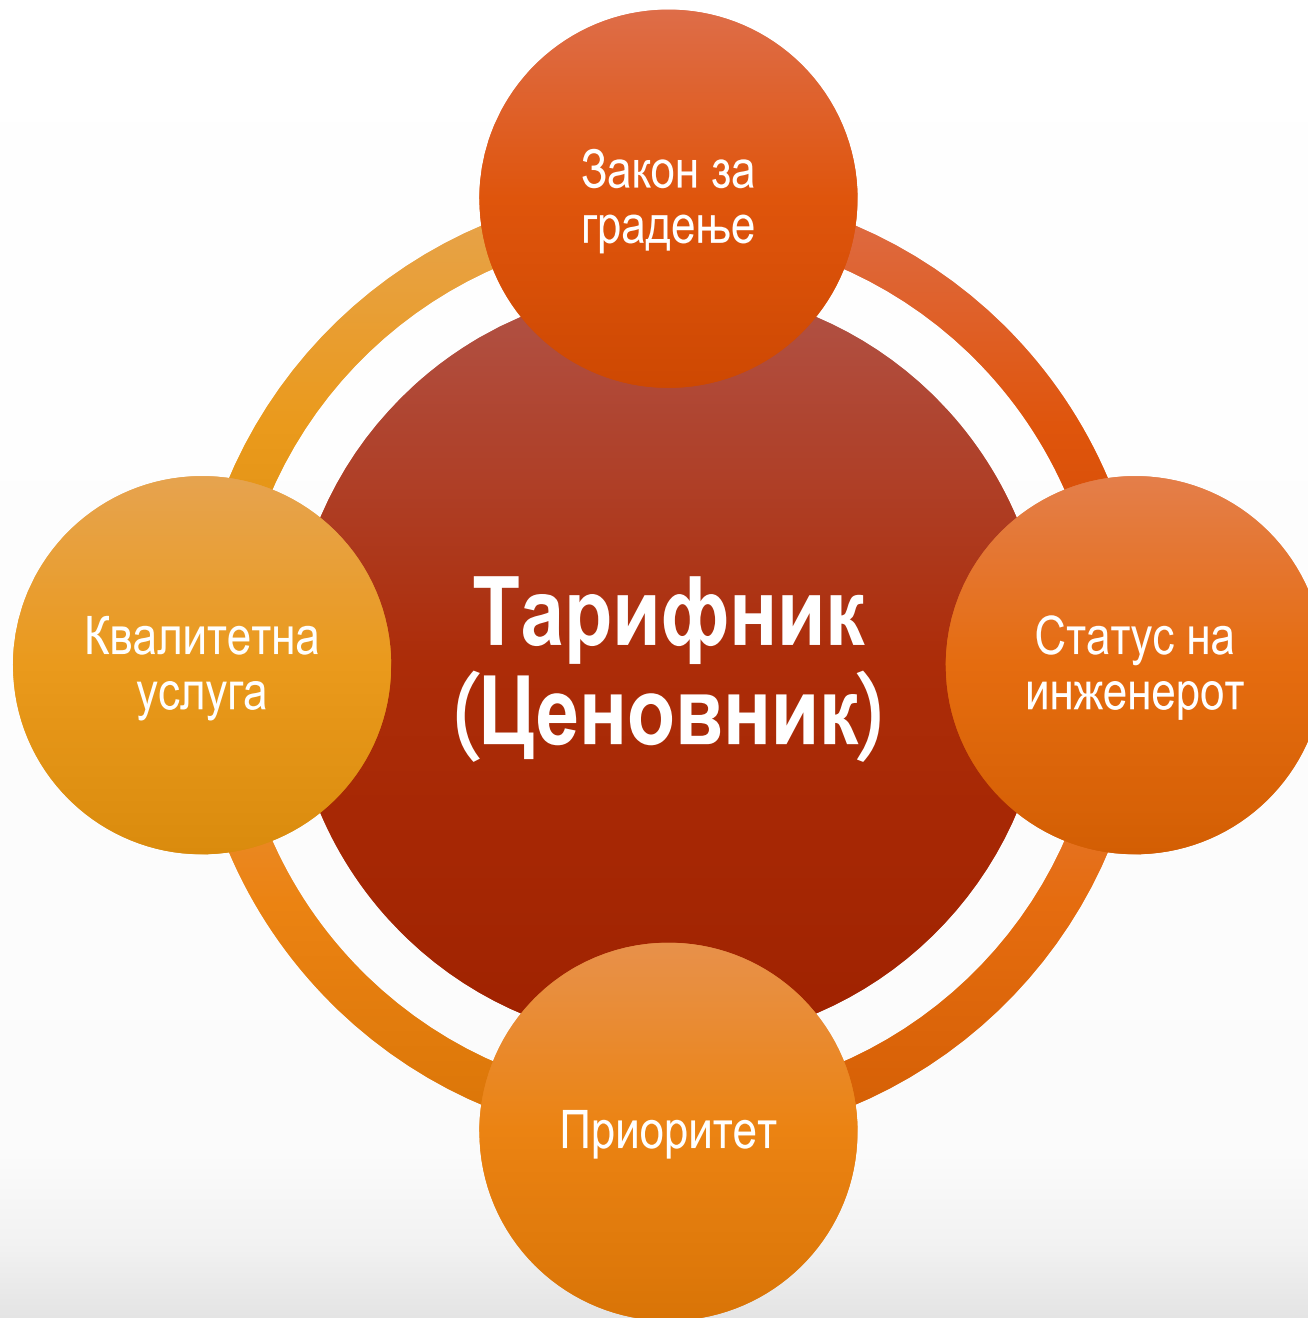 Закон за
градење
Квалитетна
услуга
Тарифник
(Ценовник)
Статус на
инженерот
Приоритет